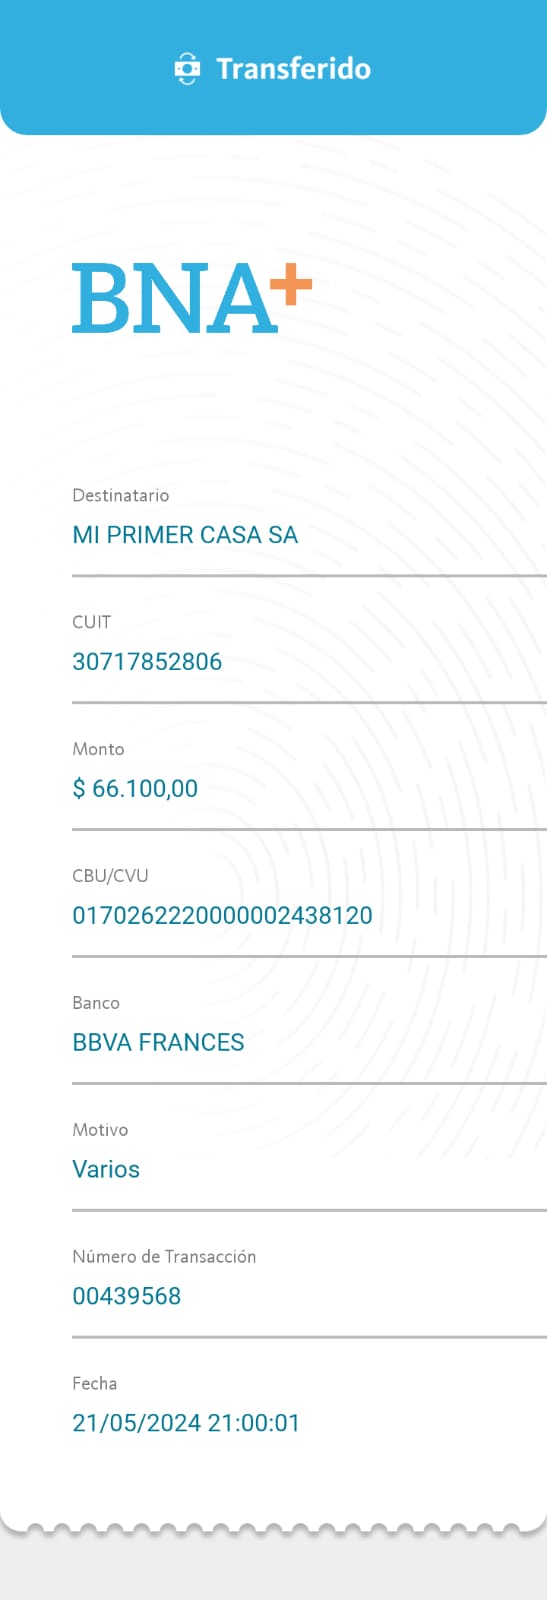 Transferido
BNA+
Destinatario
MI PRIMER CASA SA
CUIT
30717852806
Monto
$ 66.100,00
CBU/CVU
0170262220000002438120
Banco
BBVA FRANCES
Motivo
Varios
Número de Transacción
00439568
Fecha
21/05/2024 21:00:01